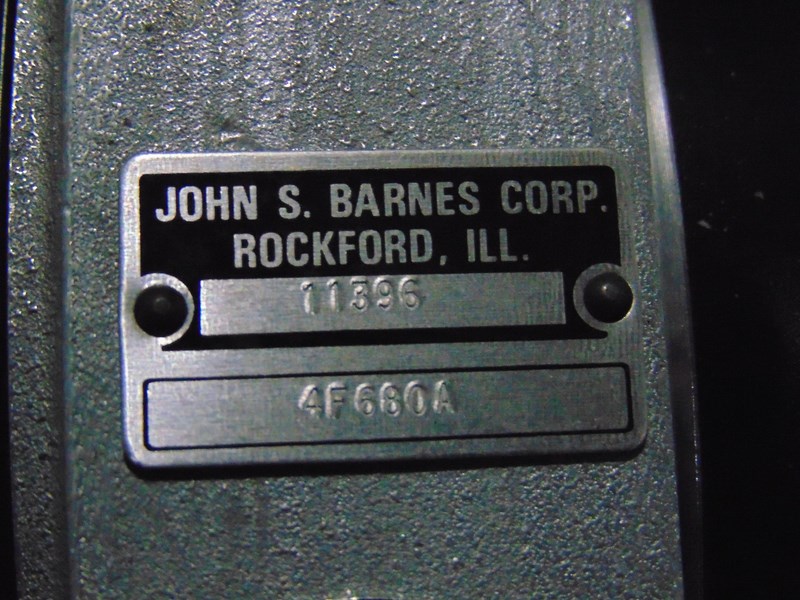 JOHN S. BARNES CORP.
ROCKFORD, ILL.
11396
4F680A